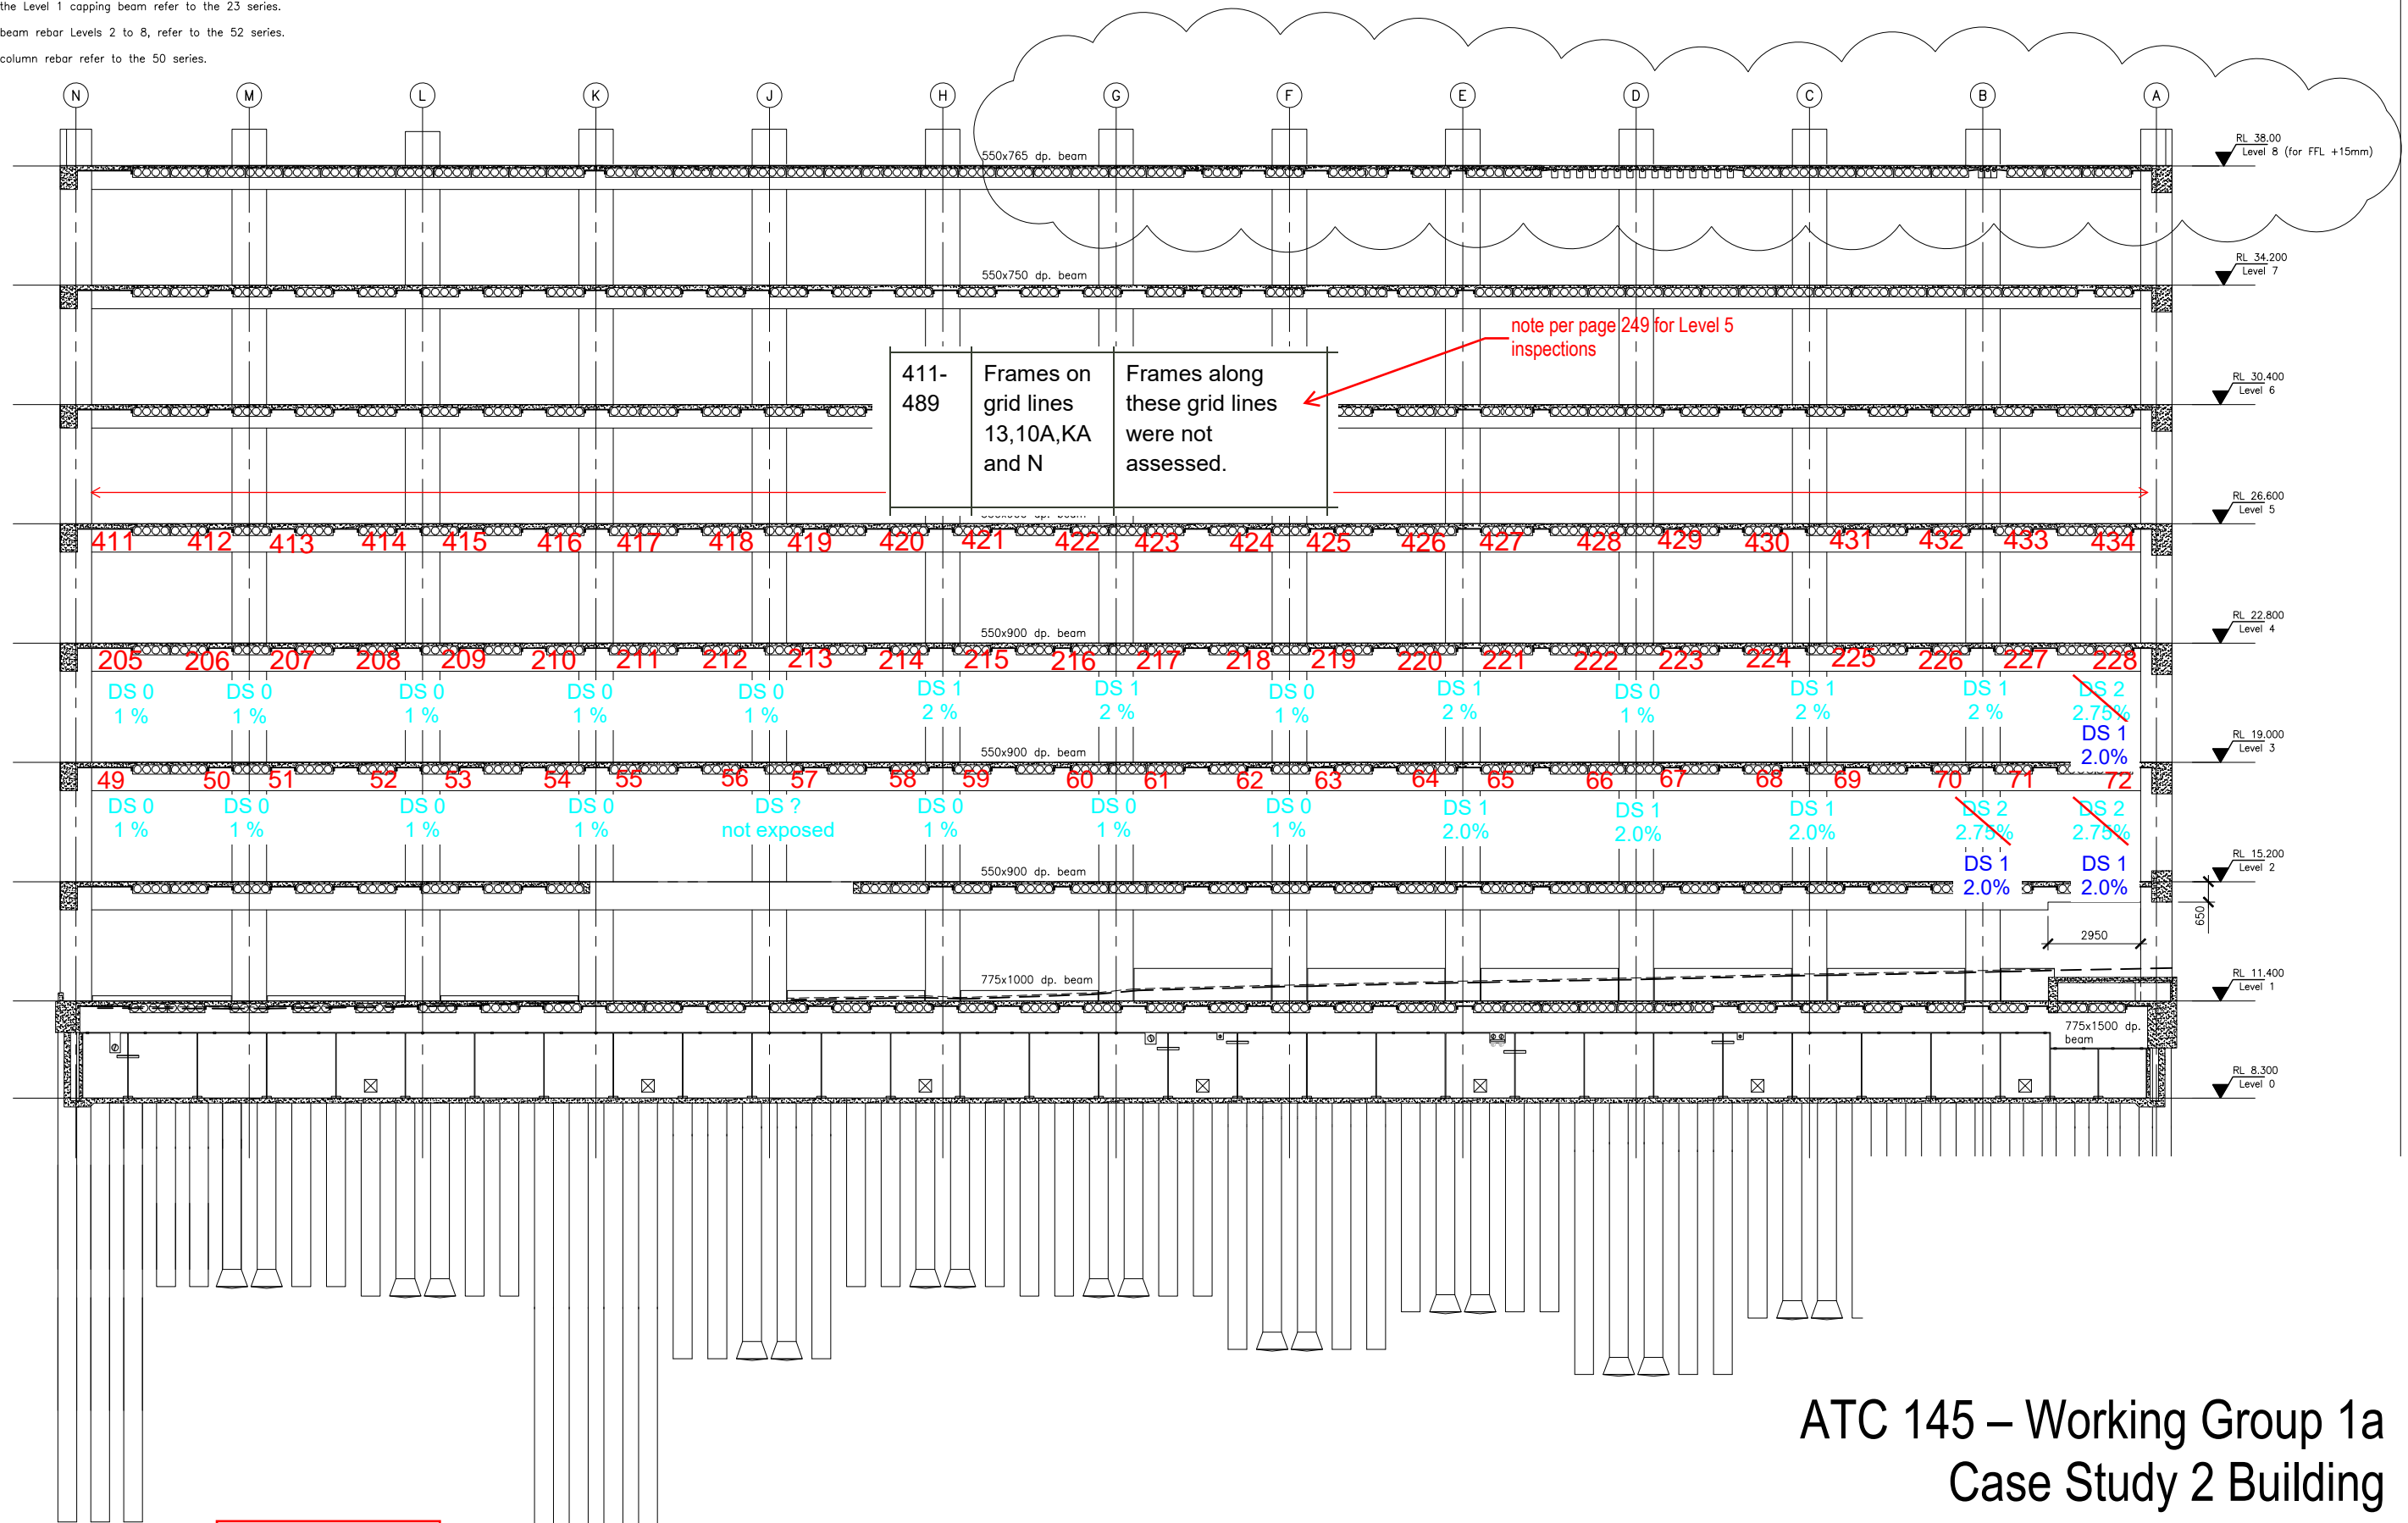 the Level 1 capping beam refer to the 23 series.
beam rebar Levels 2 to 8, refer to the 52 series.
column rebar refer to the 50 series.
N M L K J H G F E D C B A
RL 38.00
Level 8 (for FFL +15mm)
550x765 dp. beam
RL 34.200
Level 7
550x750 dp. beam
note per page 249 for Level 5
inspections
411-
489
Frames on
grid lines
13,10A,KA
and N
Frames along
these grid lines
were not
assessed.
RL 30.400
Level 6
RL 26.600
Level 5
411 412 413 414 415 416 417 418 419 420 421 422 423 424 425 426 427 428 429 430 431 432 433 434
RL 22.800
Level 4
550x900 dp. beam
205 206 207 208 209 210 211 212 213 214 215 216 217 218 219 220 221 222 223 224 225 226 227 228
DS 0 DS 0 DS 0 DS 0 DS 0 DS 1 DS 1 DS 0 DS 1 DS 0 DS 1 DS 1 DS 2
1 % 1 % 1 % 1 % 1 % 2 % 2 % 1 % 2 % 1 % 2 % 2 % 2.75%
DS 1
2.0%
RL 19.000
Level 3
550x900 dp. beam
49 50 51 52 53 54 55 56 57 58 59 60 61 62 63 64 65 66 67 68 69 70 71 72
DS 0 DS 0 DS 0 DS 0 DS ? DS 0 DS 0 DS 0 DS 1 DS 1 DS 1 DS 2 DS 2
1 % 1 % 1 % 1 % not exposed 1 % 1 % 1 % 2.0% 2.0% 2.0% 2.75% 2.75%
DS 1 DS 1
2.0% 2.0%
RL 15.200
Level 2
550x900 dp. beam
650
2950
775x1000 dp. beam
RL 11.400
Level 1
775x1500 dp.
beam
RL 8.300
Level 0
ATC 145 – Working Group 1a
Case Study 2 Building